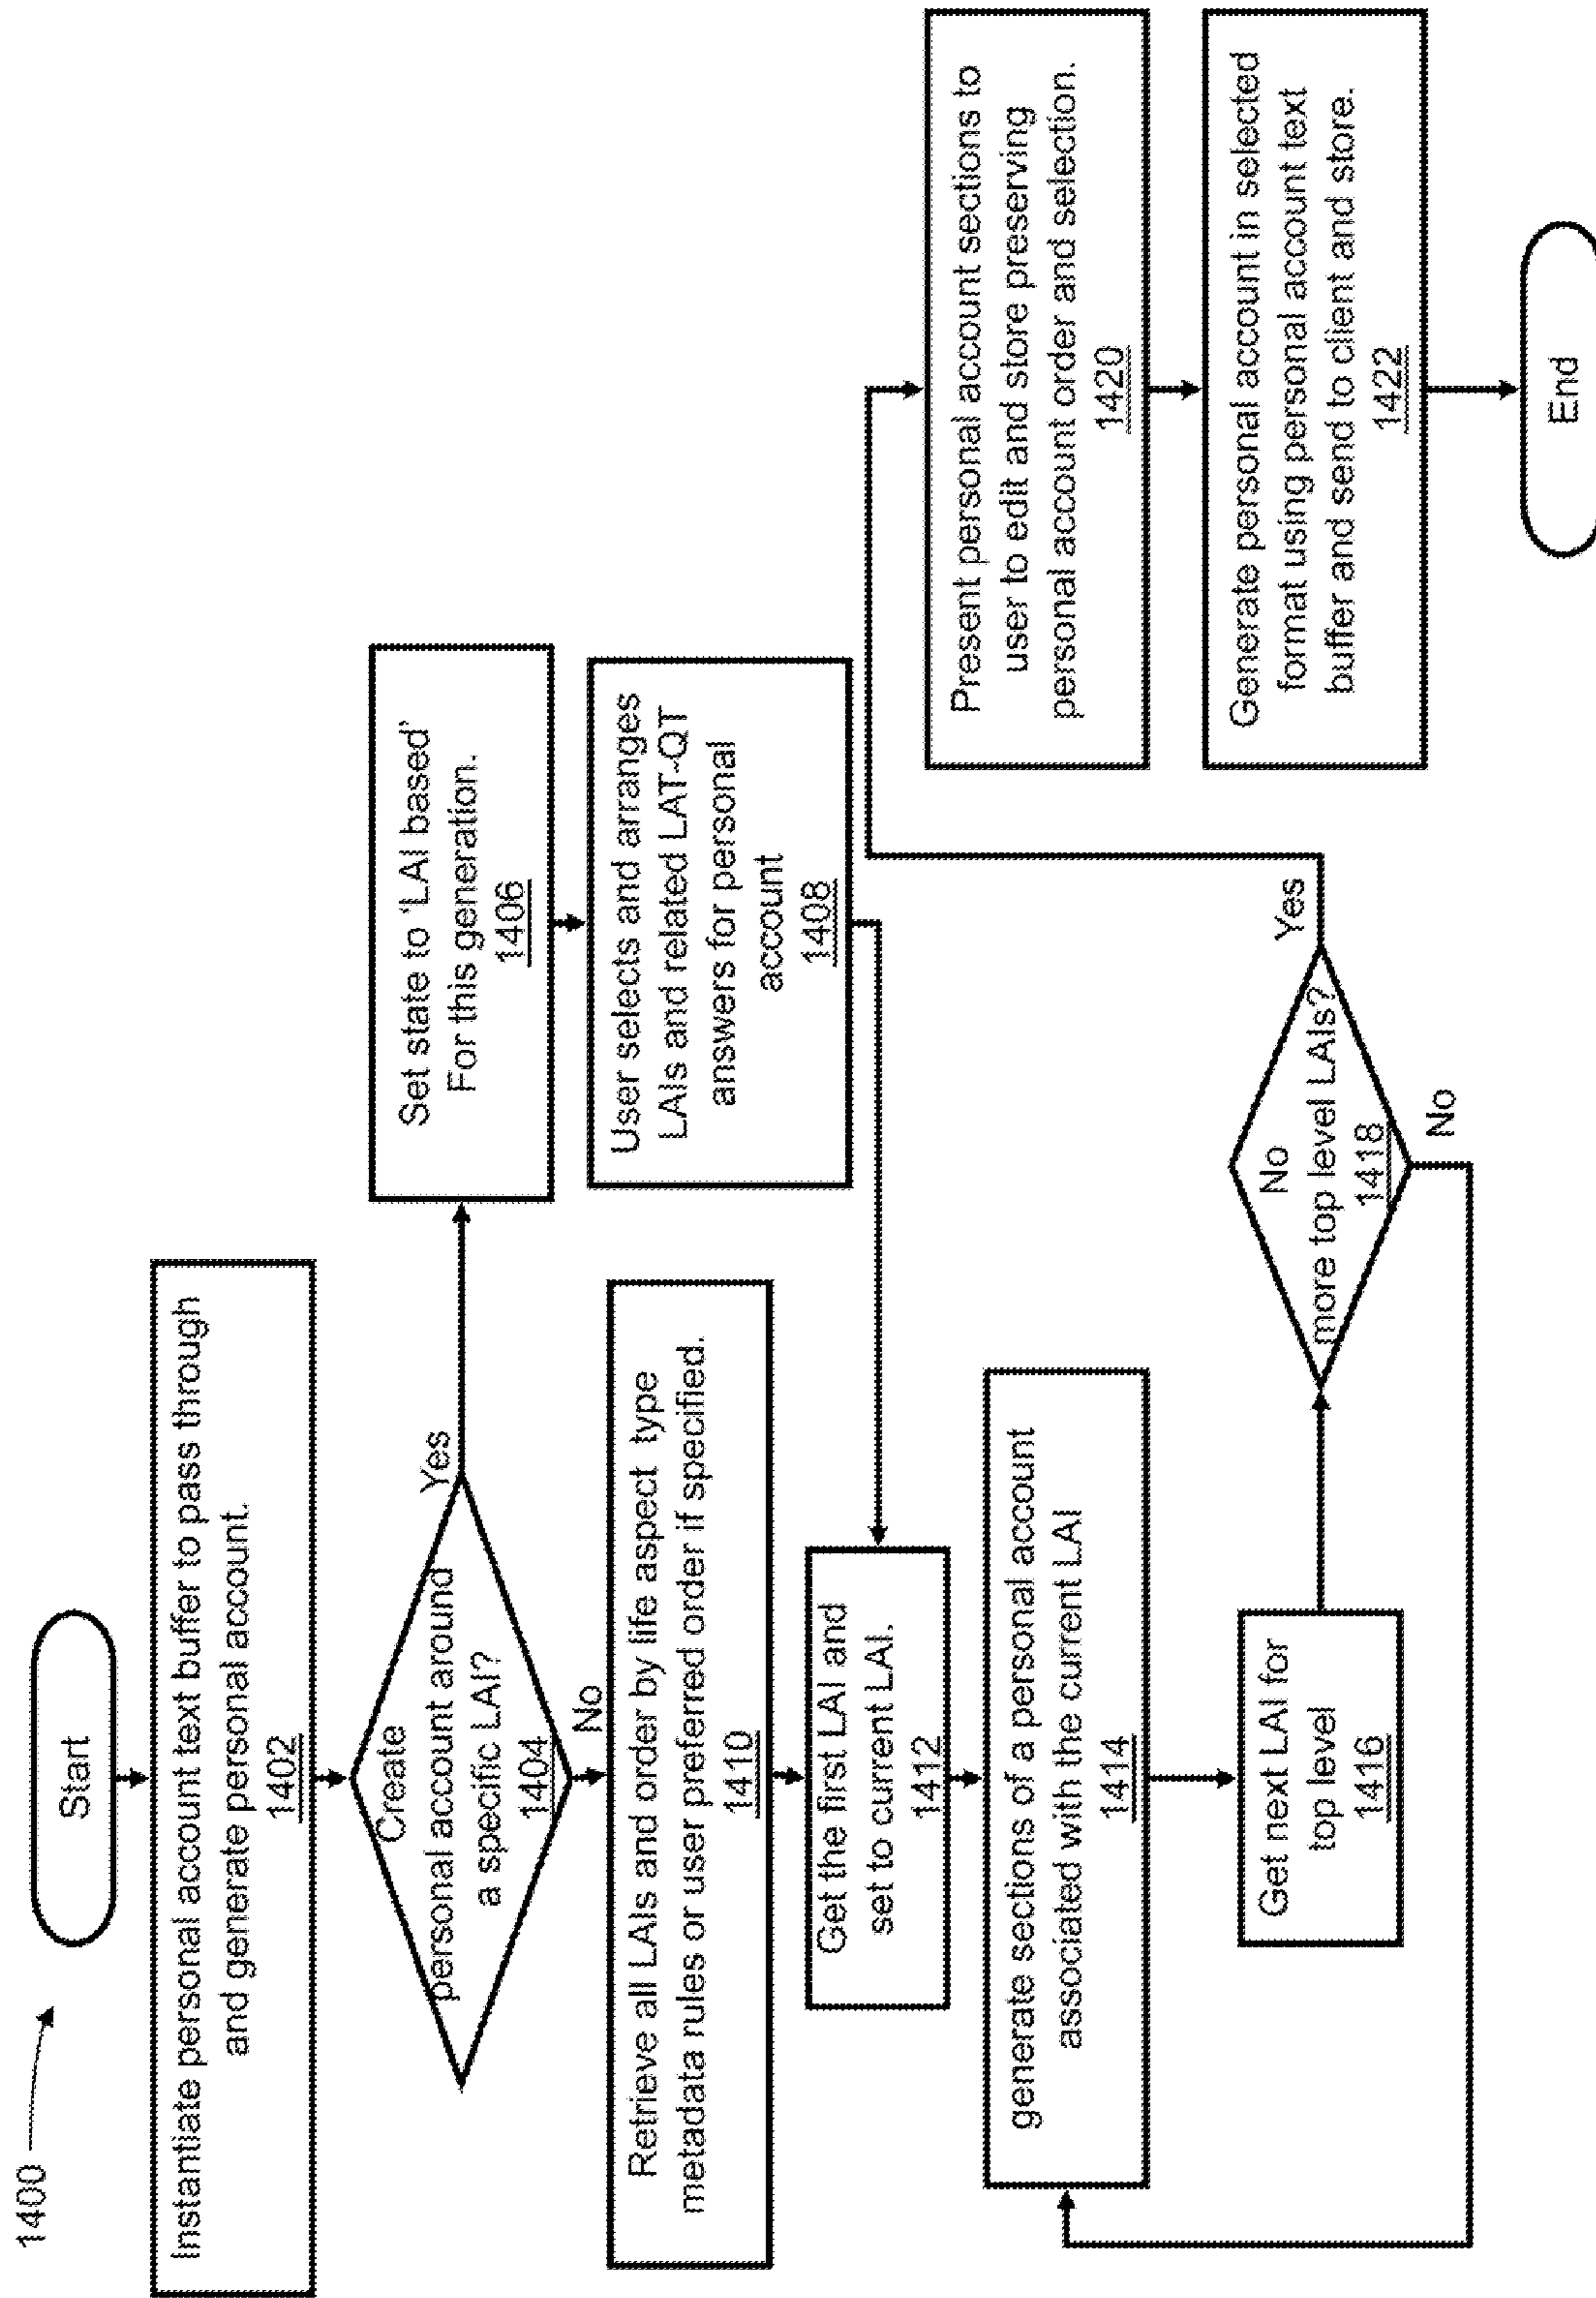 1400
Start
Instantiate personal account text buffer to pass through
and generate personal account.
1402
Create
personal account around
a specific LAI?
1404
Yes
No
Set state to 'LAI based'
For this generation.
1406
User selects and arranges
LAIs and related LAT-QT
answers for personal
account
1408
Retrieve all LAIs and order by life aspect type
metadata rules or user preferred order if specified.
1410
Get the first LAI and
set to current LAI.
1412
generate sections of a personal account
associated with the current LAI
1414
Get next LAI for
top level
1416
No
more top level LAIs?
1418
Yes
No
Present personal account sections to
user to edit and store preserving
personal account order and selection.
1420
Generate personal account in selected
format using personal account text
buffer and send to client and store.
1422
End